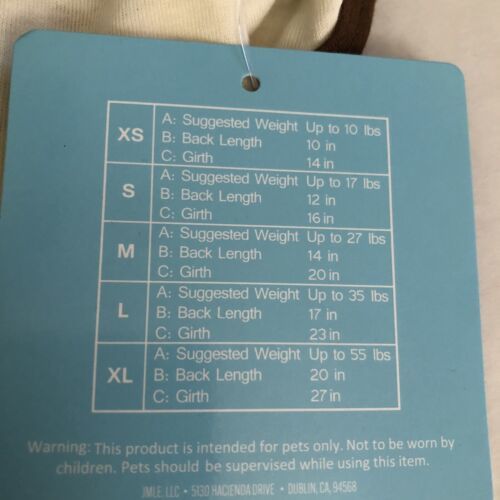 XS
A: Suggested Weight Up to 10 lbs
B: Back Length 10 in
C: Girth 14 in
S
A: Suggested Weight Up to 17 lbs
B: Back Length 12 in
C: Girth 16 in
M
A: Suggested Weight Up to 27 lbs
B: Back Length 14 in
C: Girth 20 in
L
A: Suggested Weight Up to 35 lbs
B: Back Length 17 in
C: Girth 23 in
XL
A: Suggested Weight Up to 55 lbs
B: Back Length 20 in
C: Girth 27 in
Warning: This product is intended for pets only. Not to be worn by
children. Pets should be supervised while using this item.
JMLE, LLC • 5130 HACIENDA DRIVE • DUBLIN, CA, 94568